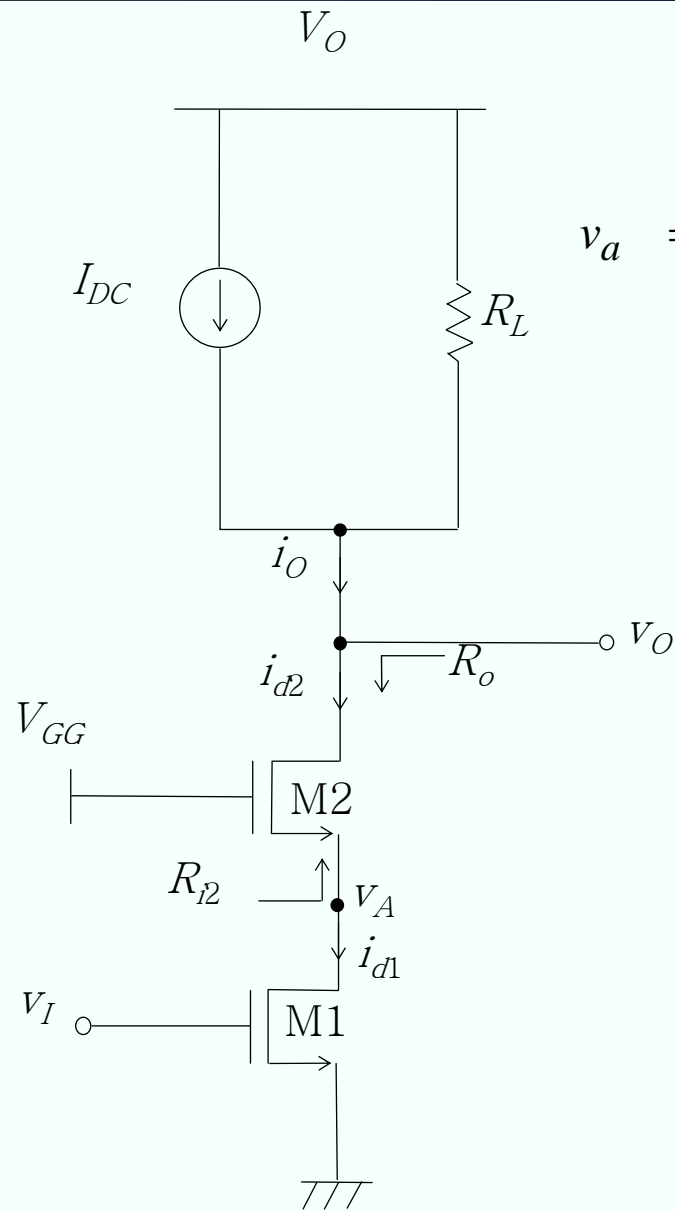 V_O
v_a =
I_DC
R_L
i_O
v_O
R_o
i_d2
V_GG
M2
R_i2
v_A
i_d1
v_I
M1